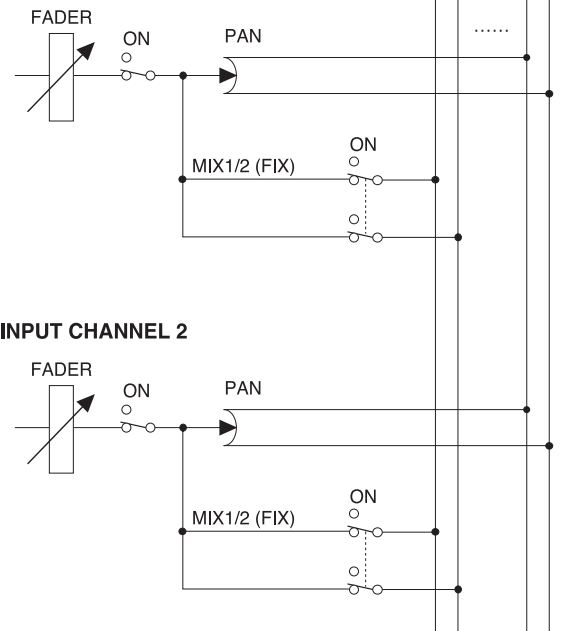 FADER
ON
PAN
......
ON
MIX1/2 (FIX)
INPUT CHANNEL 2
FADER
ON
PAN
ON
MIX1/2 (FIX)